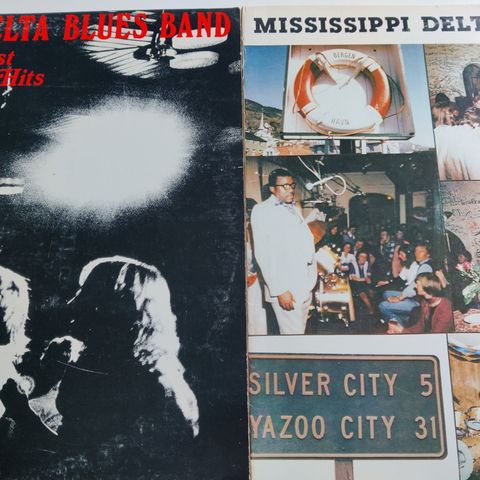 ELTA BLUES BAND
st
Hits
MISSISSIPPI DELT
BERGEN
HAVN
SILVER CITY 5
YAZOO CITY 31